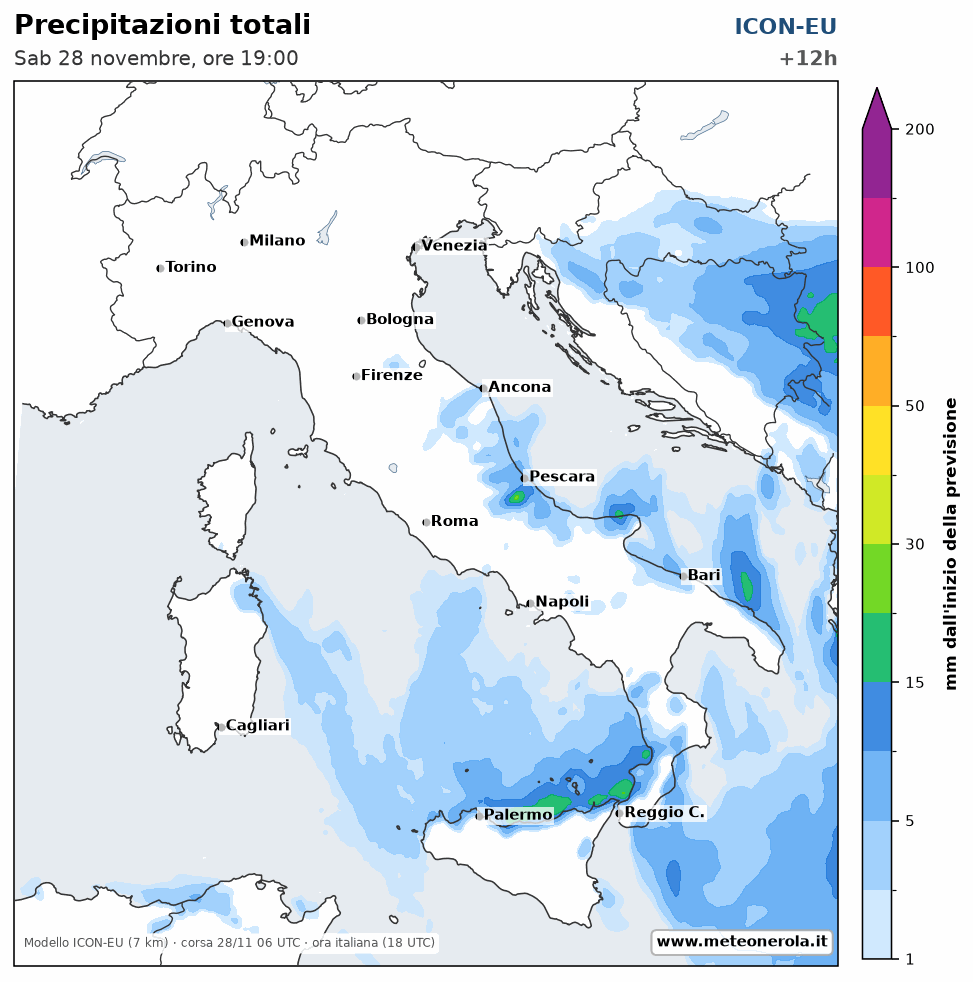 Precipitazioni totali
ICON-EU
Sab 28 novembre, ore 19:00
+12h
200
100
50
30
15
5
1
mm dall'inizio della previsione
Milano
Venezia
Torino
Genova
Bologna
Firenze
Ancona
Pescara
Roma
Bari
Napoli
Cagliari
Palermo
Reggio C.
Modello ICON-EU (7 km) · corsa 28/11 06 UTC · ora italiana (18 UTC)
www.meteonerola.it